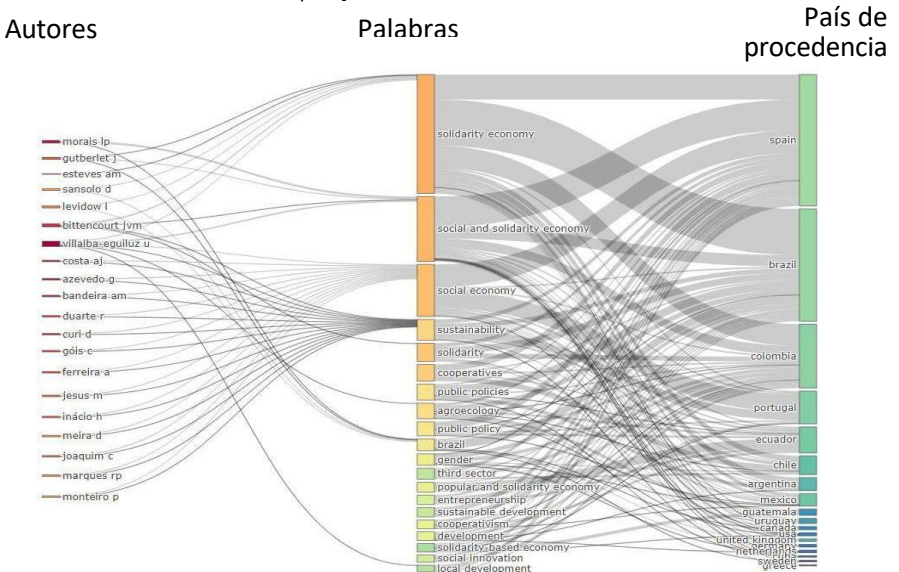 Autores
Palabras
País de
procedencia
morais lp
gutberlet j
esteves am
sansolo d
levidow l
bittencourt jvm
villalba-eguiluz u
costa aj
azevedo g
bandeira am
duarte r
curi d
góis c
ferreira a
jesus m
inácio h
meira d
joaquim c
marques rp
monteiro p
solidarity economy
social and solidarity economy
social economy
sustainability
solidarity
cooperatives
public policies
agroecology
public policy
brazil
gender
third sector
popular and solidarity economy
entrepreneurship
sustainable development
cooperativism
development
solidarity-based economy
social innovation
local development
spain
brazil
colombia
portugal
ecuador
chile
argentina
mexico
guatemala
uruguay
canada
usa
united kingdom
germany
netherlands
cuba
sweden
greece